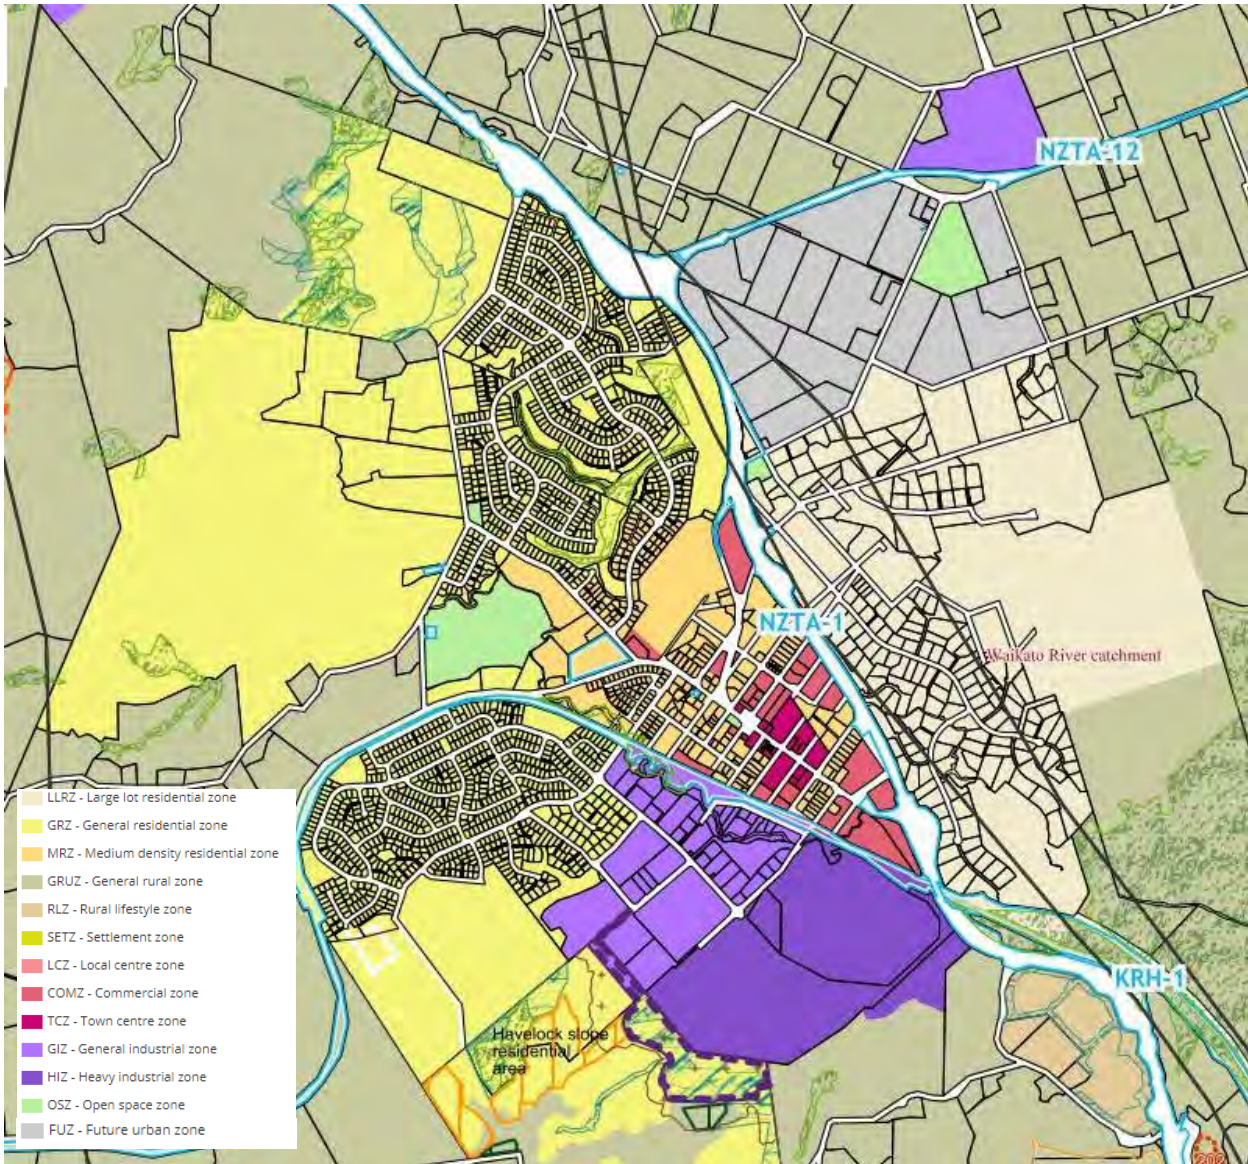 NZTA-12
NZTA-1
Waikato River catchment
KRH-1
Havelock slope
residential
area
LLRZ - Large lot residential zone
GRZ - General residential zone
MRZ - Medium density residential zone
GRUZ - General rural zone
RLZ - Rural lifestyle zone
SETZ - Settlement zone
LCZ - Local centre zone
COMZ - Commercial zone
TCZ - Town centre zone
GIZ - General industrial zone
HIZ - Heavy industrial zone
OSZ - Open space zone
FUZ - Future urban zone
202